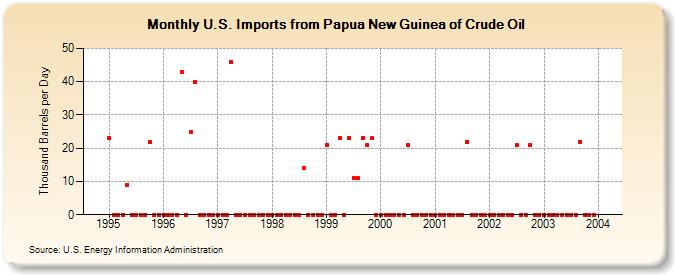 Monthly U.S. Imports from Papua New Guinea of Crude Oil
Thousand Barrels per Day
50
40
30
20
10
0
1995 1996 1997 1998 1999 2000 2001 2002 2003 2004
Source: U.S. Energy Information Administration